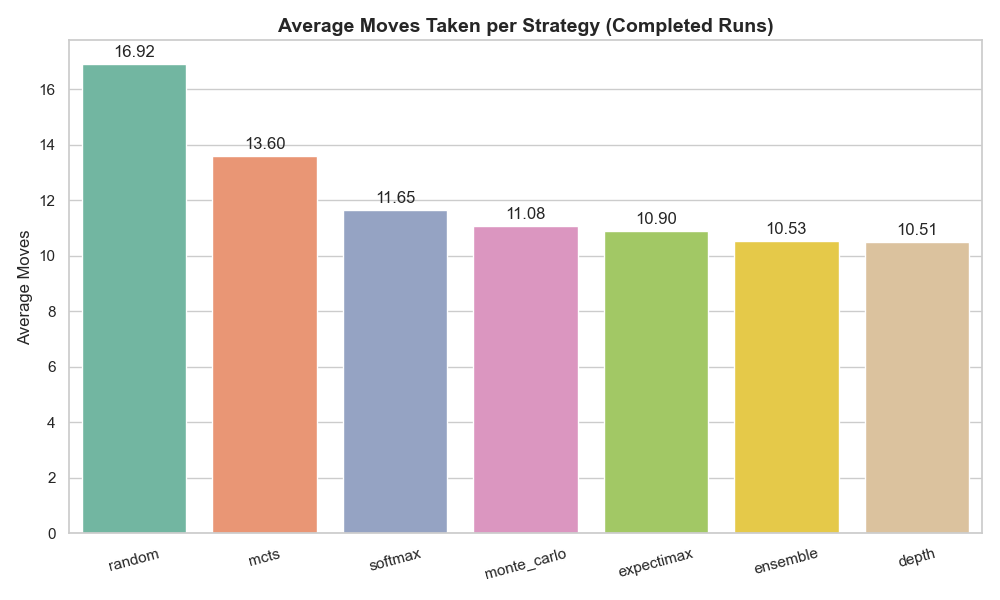 Average Moves Taken per Strategy (Completed Runs)
16.92
13.60
11.65
11.08
10.90
10.53
10.51
Average Moves
16
14
12
10
8
6
4
2
0
random
mcts
softmax
monte_carlo
expectimax
ensemble
depth